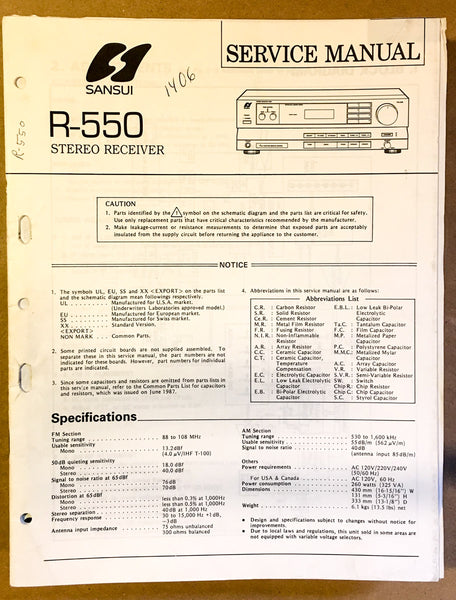 SERVICE MANUAL
SANSUI
1406
R-550
R-550
STEREO RECEIVER
CAUTION
1. Parts identified by the symbol on the schematic diagram and the parts list are critical for safety.
Use only replacement parts that have critical characteristics recommended by the manufacturer.
2. Make leakage-current or resistance measurements to determine that exposed parts are acceptably
insulated from the supply circuit before returning the appliance to the customer.
NOTICE
1. The symbols UL, EU, SS and XX <EXPORT> on the parts list
and the schematic diagram mean followings respectively.
UL ........ Manufactured for U.S.A. market.
(Underwriters Laboratories approved model.)
EU ........ Manufactured for European market.
SS ........ Manufactured for Swiss market.
XX ........ Standard Version.
<EXPORT>
NON MARK .. Common Parts.
2. Some printed circuit boards are not supplied assembled. To
separate these in this service manual, the part numbers are not
indicated for these boards. However, part numbers for individual
parts are indicated.
3. Since some capacitors and resistors are omitted from parts lists in
this service manual, refer to the Common Parts List for capacitors
and resistors, which was issued on June 1987.
4. Abbreviations in this service manual are as follows:
Abbreviations List
C.R. : Carbon Resistor
S.R. : Solid Resistor
Ce.R. : Cement Resistor
M.R. : Metal Film Resistor
F.R. : Fusing Resistor
N.I.R. : Non-Inflammable
Resistor
A.R. : Array Resistor
C.C. : Ceramic Capacitor
C.T. : Ceramic Capacitor,
Temperature
Compensation
E.C. : Electrolytic Capacitor
E.L. : Low Leak Electrolytic
Capacitor
E.B. : Bi-Polar Electrolytic
Capacitor
E.B.L. : Low Leak Bi-Polar
Electrolytic
Capacitor
Ta.C. : Tantalum Capacitor
F.C. : Film Capacitor
M.P. : Metalized Paper
Capacitor
P.C. : Polystyrene Capacitor
M.M.C. : Metalized Mylar
Capacitor
V.R. : Variable Resistor
A.C. : Array Capacitor
S.V.R. : Semi-Variable Resistor
SW. : Switch
Chip R. : Chip Resistor
Chip C. : Chip Capacitor
S.C. : Styrol Capacitor
Specifications
FM Section
Tuning range ........ 88 to 108 MHz
Usable sensitivity
Mono ........ 13.2dBf
(4.0 μV/IHF T-100)
50dB quieting sensitivity
Mono ........ 18.0 dBf
Stereo ........ 40.0 dBf
Signal to noise ratio at 65dBf
Mono ........ 76dB
Stereo ........ 70dB
Distortion at 65dBf
Mono ........ less than 0.3% at 1,000Hz
Stereo ........ less than 0.5% at 1,000Hz
Stereo separation ........ 40dB at 1,000 Hz
Frequency response ........ 30 to 15,000 Hz +1dB,
-3dB
Antenna input impedance ........ 75 ohms unbalanced
300 ohms balanced
AM Section
Tuning range ........ 530 to 1,600 kHz
Usable sensitivity ........ 55dB/m (562 μV/m)
Signal to noise ratio ........ 40dB
(antenna input 85dB/m)
Others
Power requirements ........ AC 120V/220V/240V
(50/60 Hz)
For USA & Canada ........ AC 120V, 60 Hz
Power consumption ........ 260 watts (325 VA)
Dimensions ........ 430 mm (16-15/16") W
131 mm (5-3/16") H
333 mm (13-1/8") D
Weight ........ 6.1 kgs (13.5 lbs) net
• Design and specifications subject to changes without notice for
improvements.
• Due to local laws and regulations, this unit sold in some areas are
not equipped with variable voltage selectors.